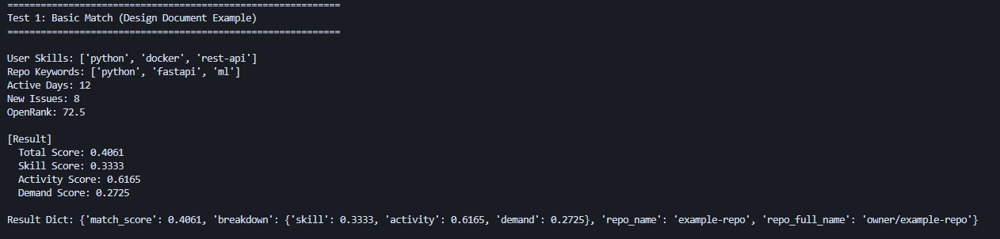 ============================================================
Test 1: Basic Match (Design Document Example)
============================================================
User Skills: ['python', 'docker', 'rest-api']
Repo Keywords: ['python', 'fastapi', 'ml']
Active Days: 12
New Issues: 8
OpenRank: 72.5
[Result]
  Total Score: 0.4061
  Skill Score: 0.3333
  Activity Score: 0.6165
  Demand Score: 0.2725
Result Dict: {'match_score': 0.4061, 'breakdown': {'skill': 0.3333, 'activity': 0.6165, 'demand': 0.2725}, 'repo_name': 'example-repo', 'repo_full_name': 'owner/example-repo'}